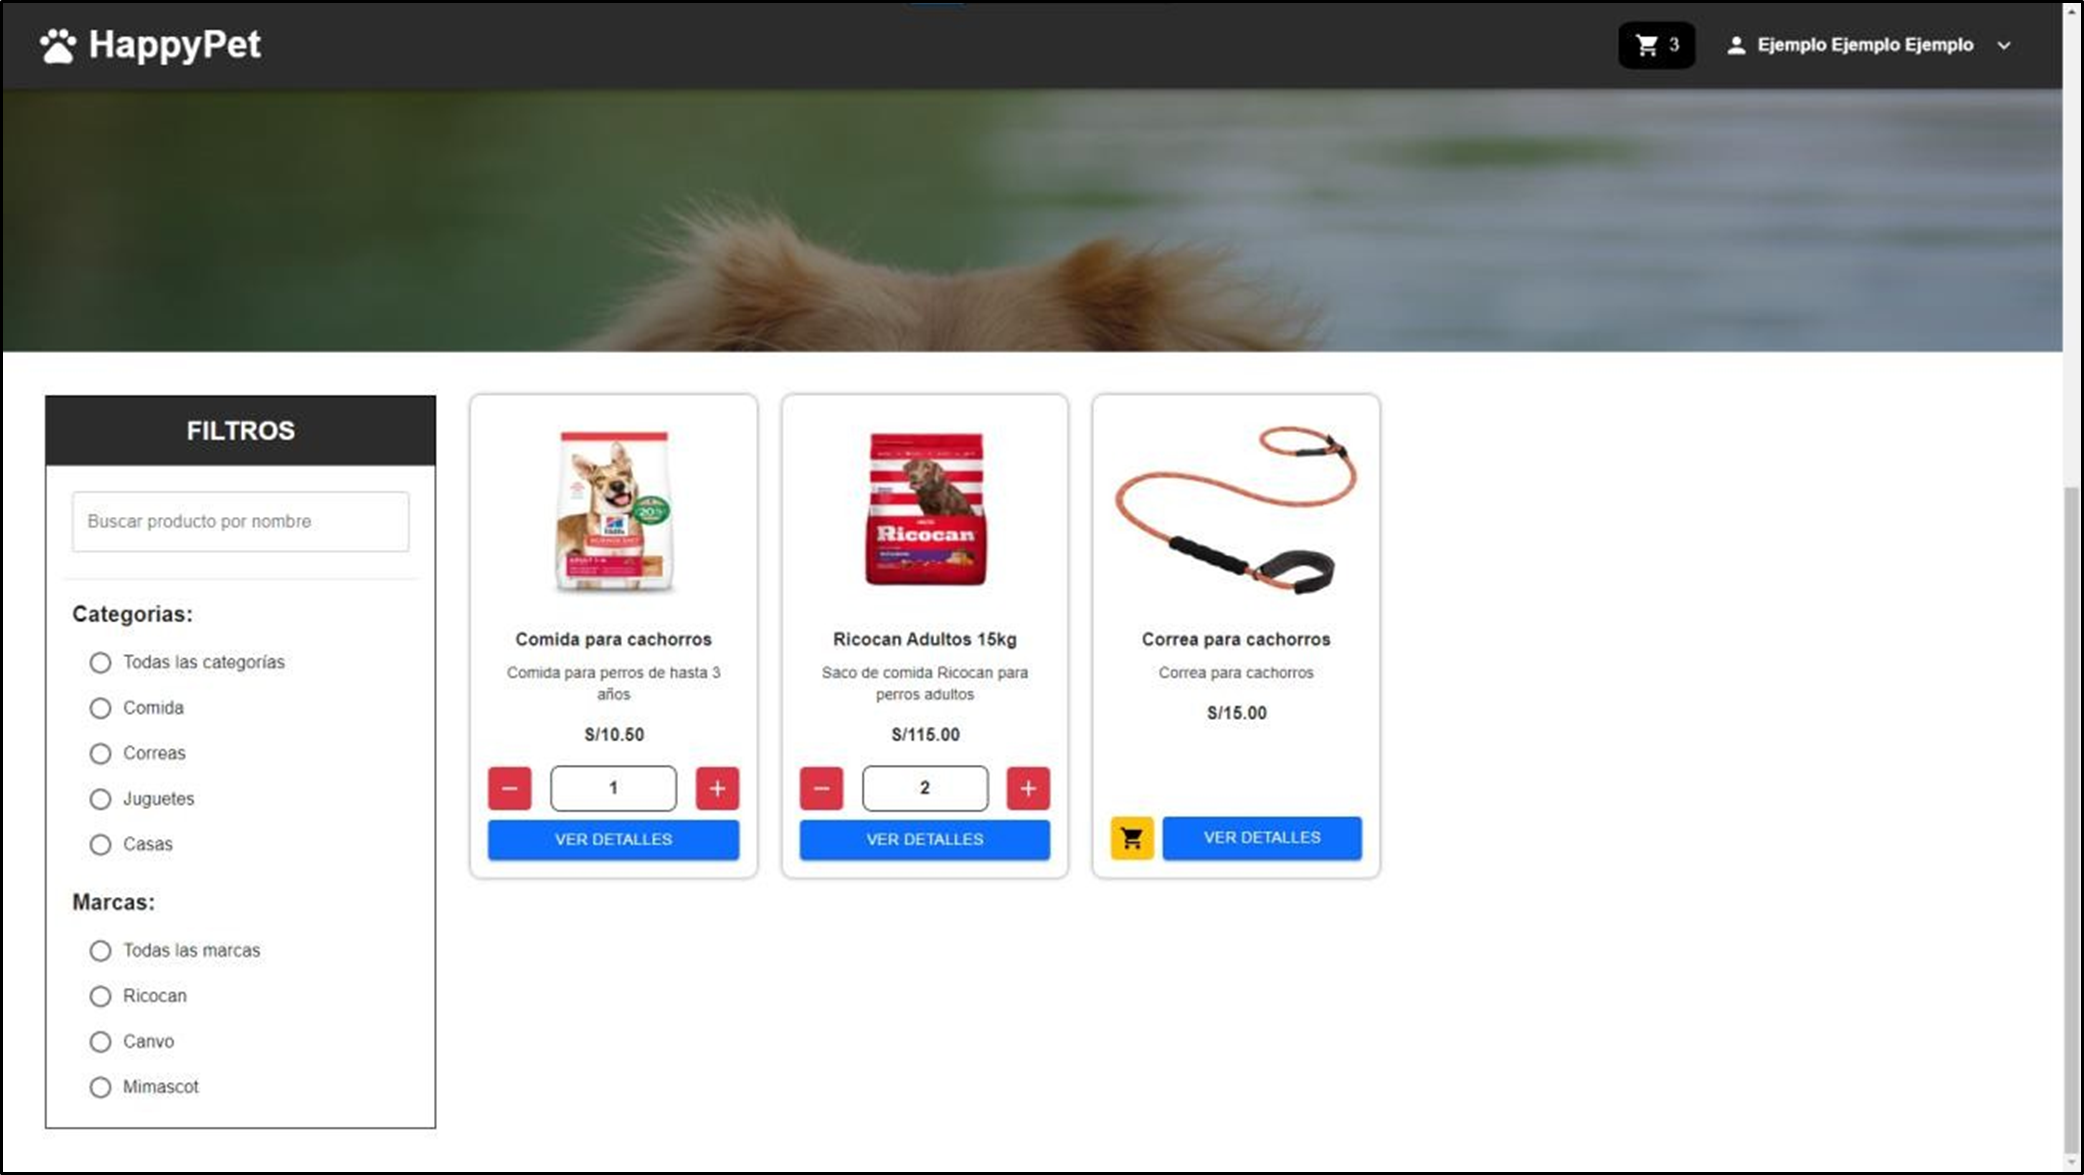 HappyPet
3
Ejemplo Ejemplo Ejemplo
FILTROS
Buscar producto por nombre
Categorias:
Todas las categorías
Comida
Correas
Juguetes
Casas
Marcas:
Todas las marcas
Ricocan
Canvo
Mimascot
Comida para cachorros
Comida para perros de hasta 3
años
S/10.50
1
VER DETALLES
Ricocan
Ricocan Adultos 15kg
Saco de comida Ricocan para
perros adultos
S/115.00
2
VER DETALLES
Correa para cachorros
Correa para cachorros
S/15.00
VER DETALLES